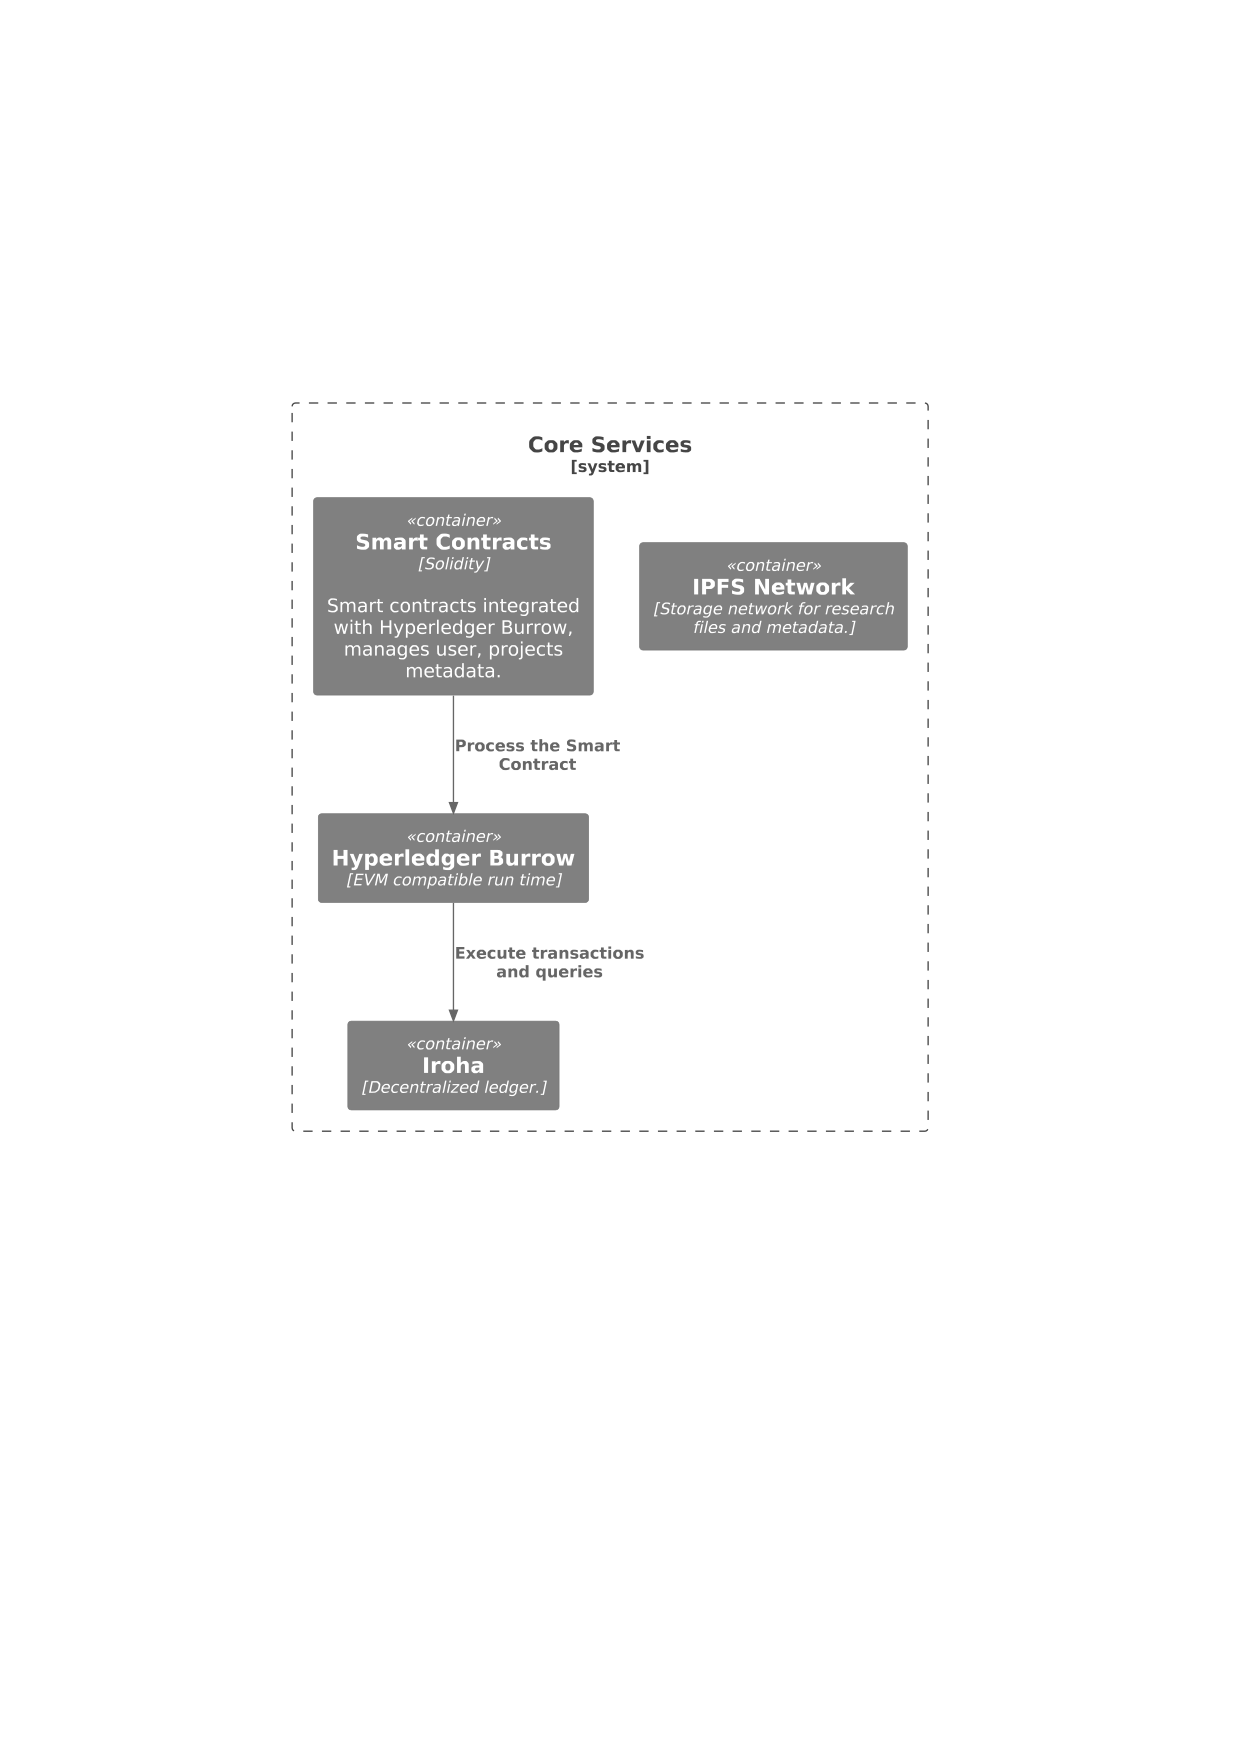 Core Services
[system]
«container»
Smart Contracts
[Solidity]
Smart contracts integrated
with Hyperledger Burrow,
manages user, projects
metadata.
«container»
IPFS Network
[Storage network for research
files and metadata.]
Process the Smart
Contract
«container»
Hyperledger Burrow
[EVM compatible run time]
Execute transactions
and queries
«container»
Iroha
[Decentralized ledger.]